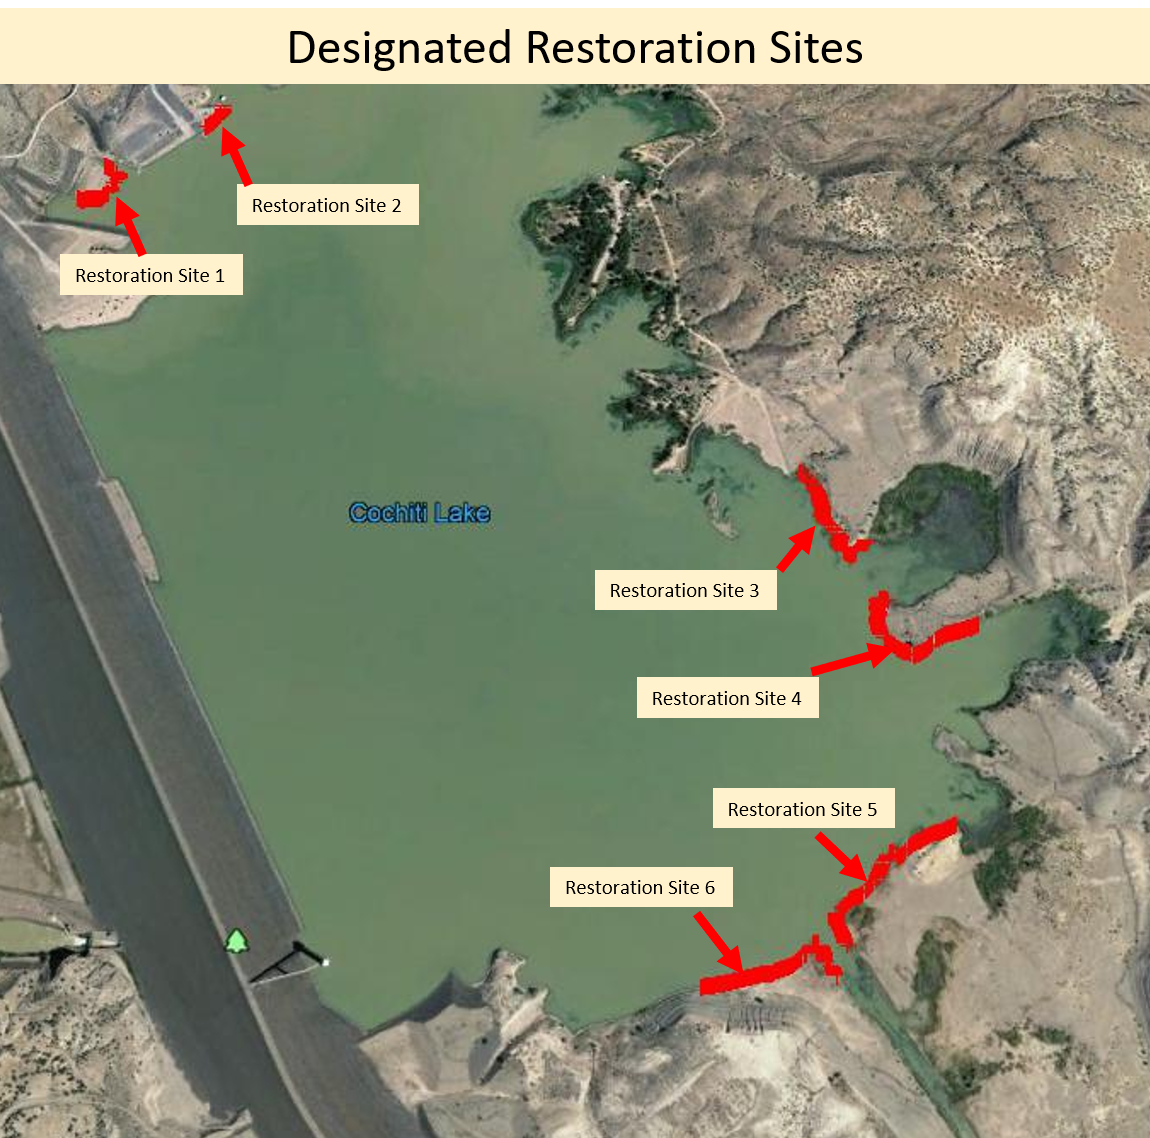 Designated Restoration Sites
Restoration Site 2
Restoration Site 1
Cochiti Lake
Restoration Site 3
Restoration Site 4
Restoration Site 5
Restoration Site 6